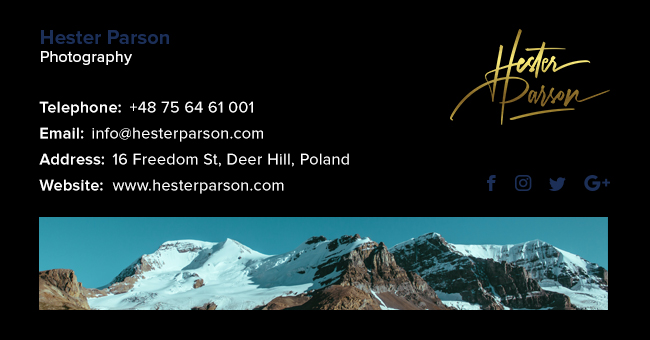 Hester Parson
Photography
Telephone: +48 75 64 61 001
Email: info@hesterparson.com
Address: 16 Freedom St, Deer Hill, Poland
Website: www.hesterparson.com
Hester
Parson
f G+